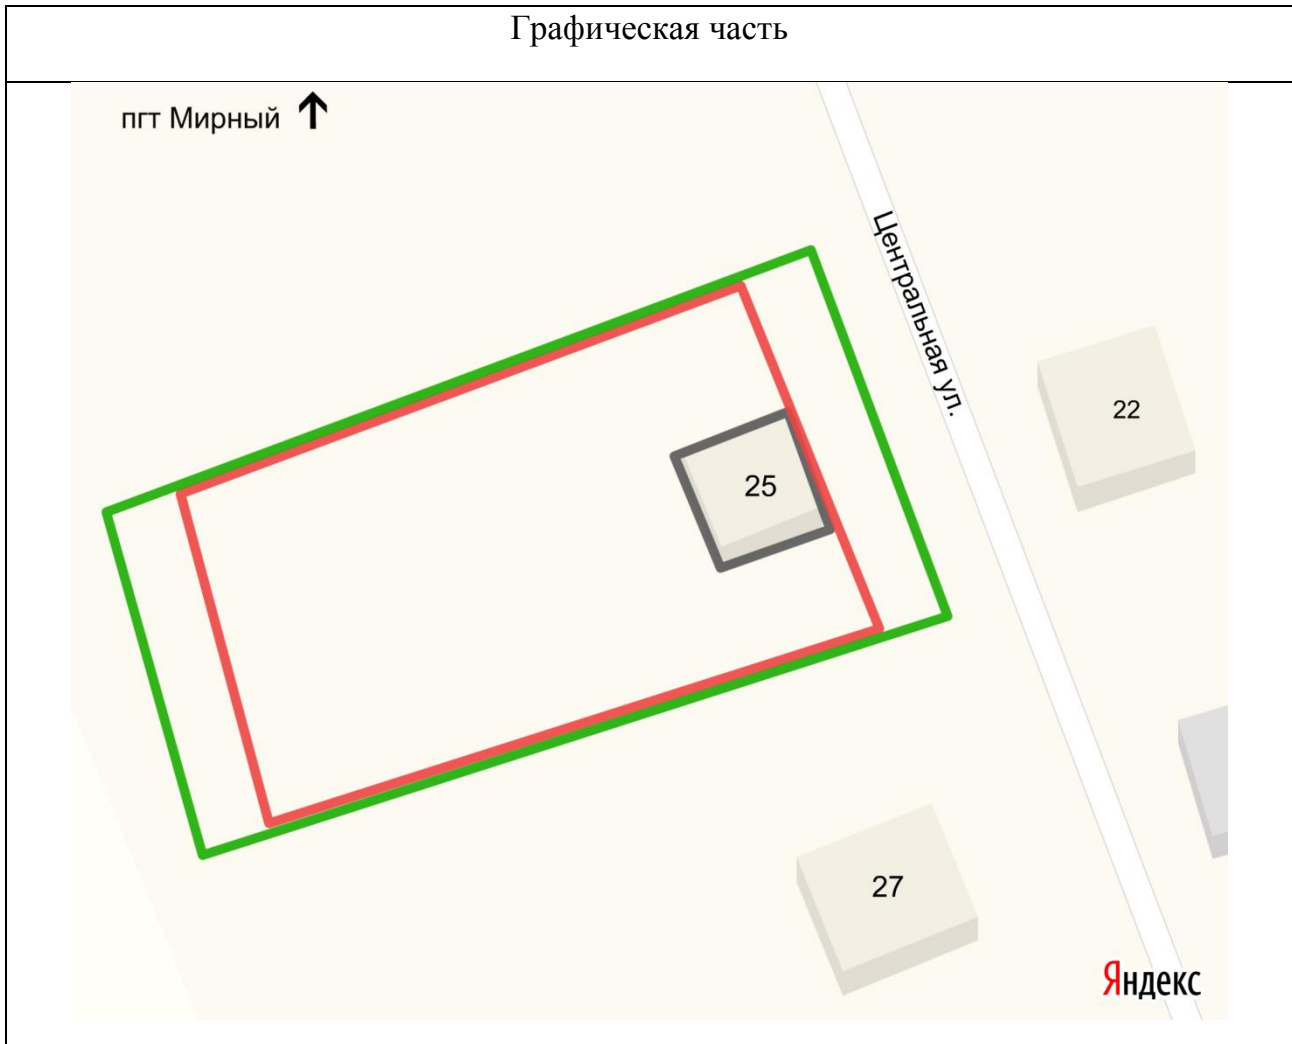 Графическая часть
пгт Мирный
Центральная ул.
22
25
27
Яндекс